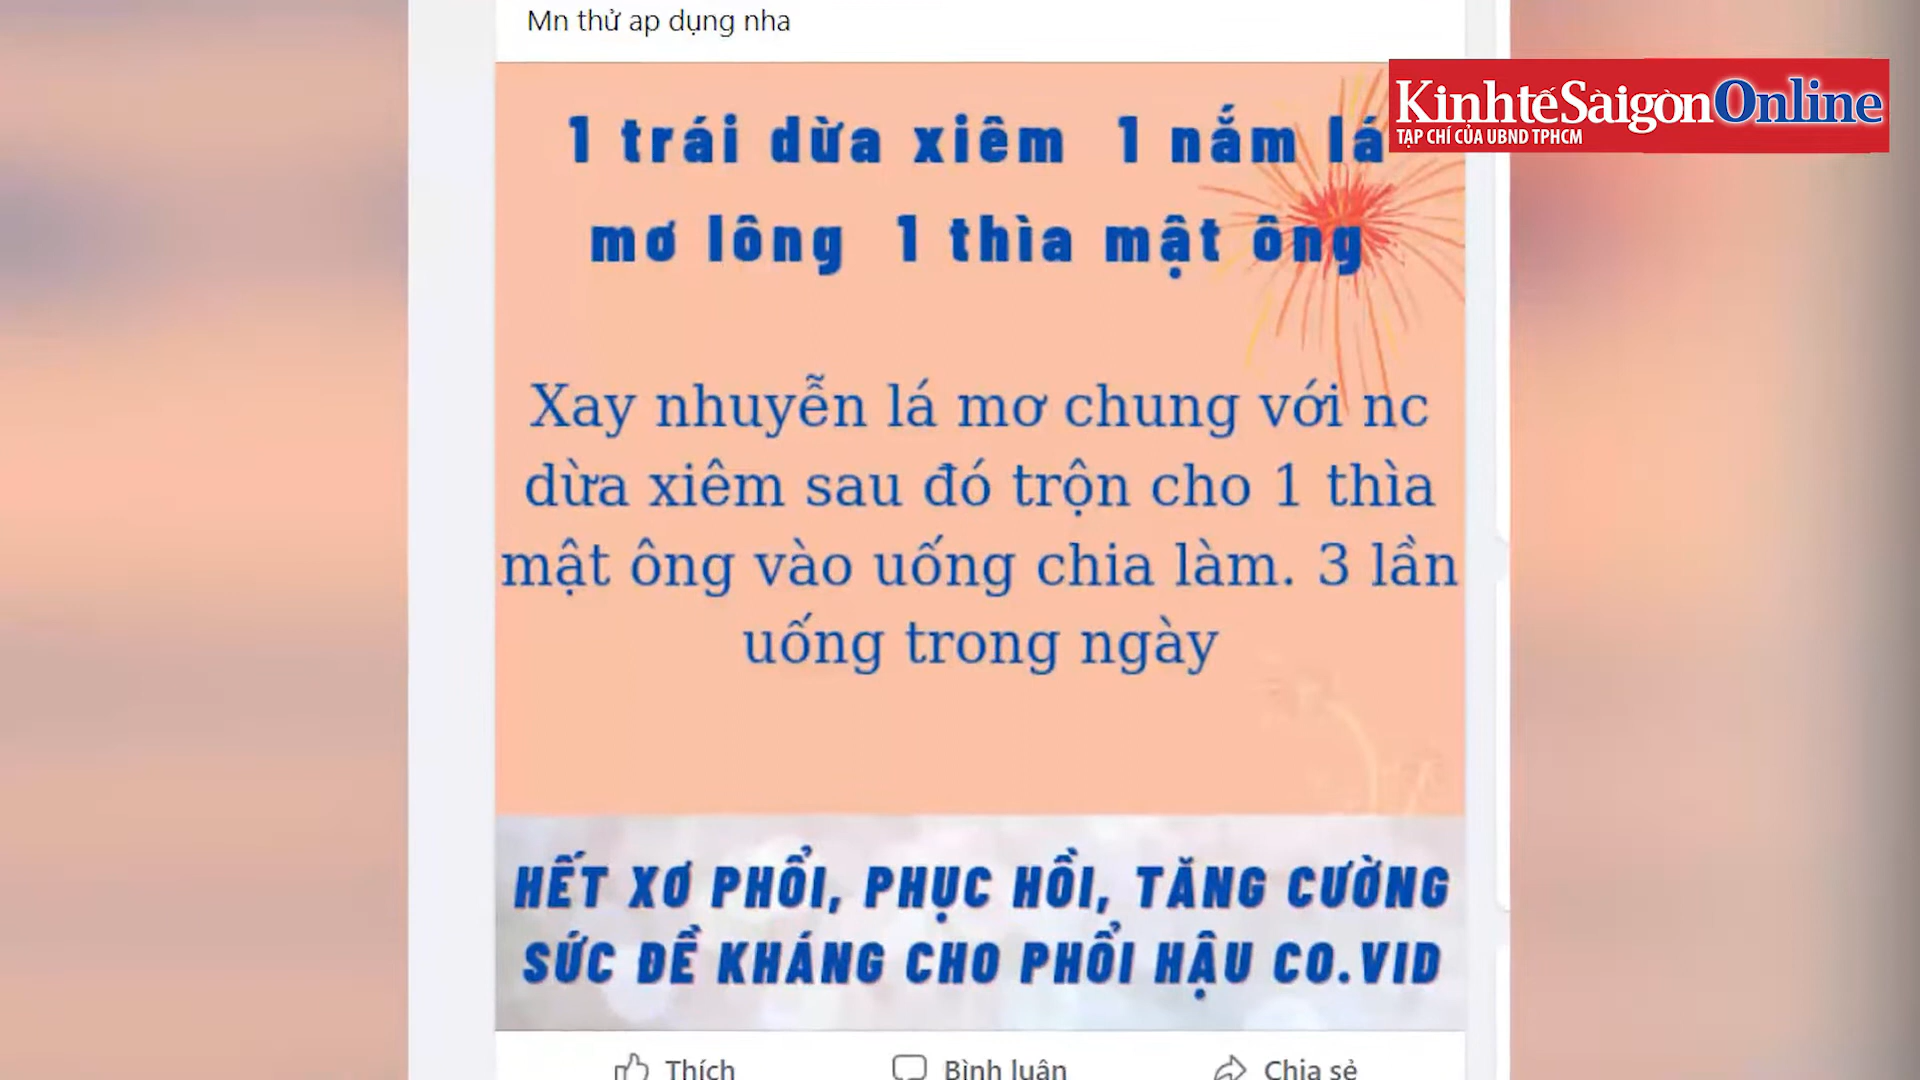 Mn thử ap dụng nha
KinhtếSàigònOnline
TẠP CHÍ CỦA UBND TPHCM
1 trái dừa xiêm 1 nắm lá
mơ lông 1 thìa mật ông
Xay nhuyễn lá mơ chung với nc
dừa xiêm sau đó trộn cho 1 thìa
mật ông vào uống chia làm. 3 lần
uống trong ngày
HẾT XƠ PHỔI, PHỤC HỒI, TĂNG CƯỜNG
SỨC ĐỀ KHÁNG CHO PHỔI HẬU CO.VID
Thích
Bình luận
Chia sẻ